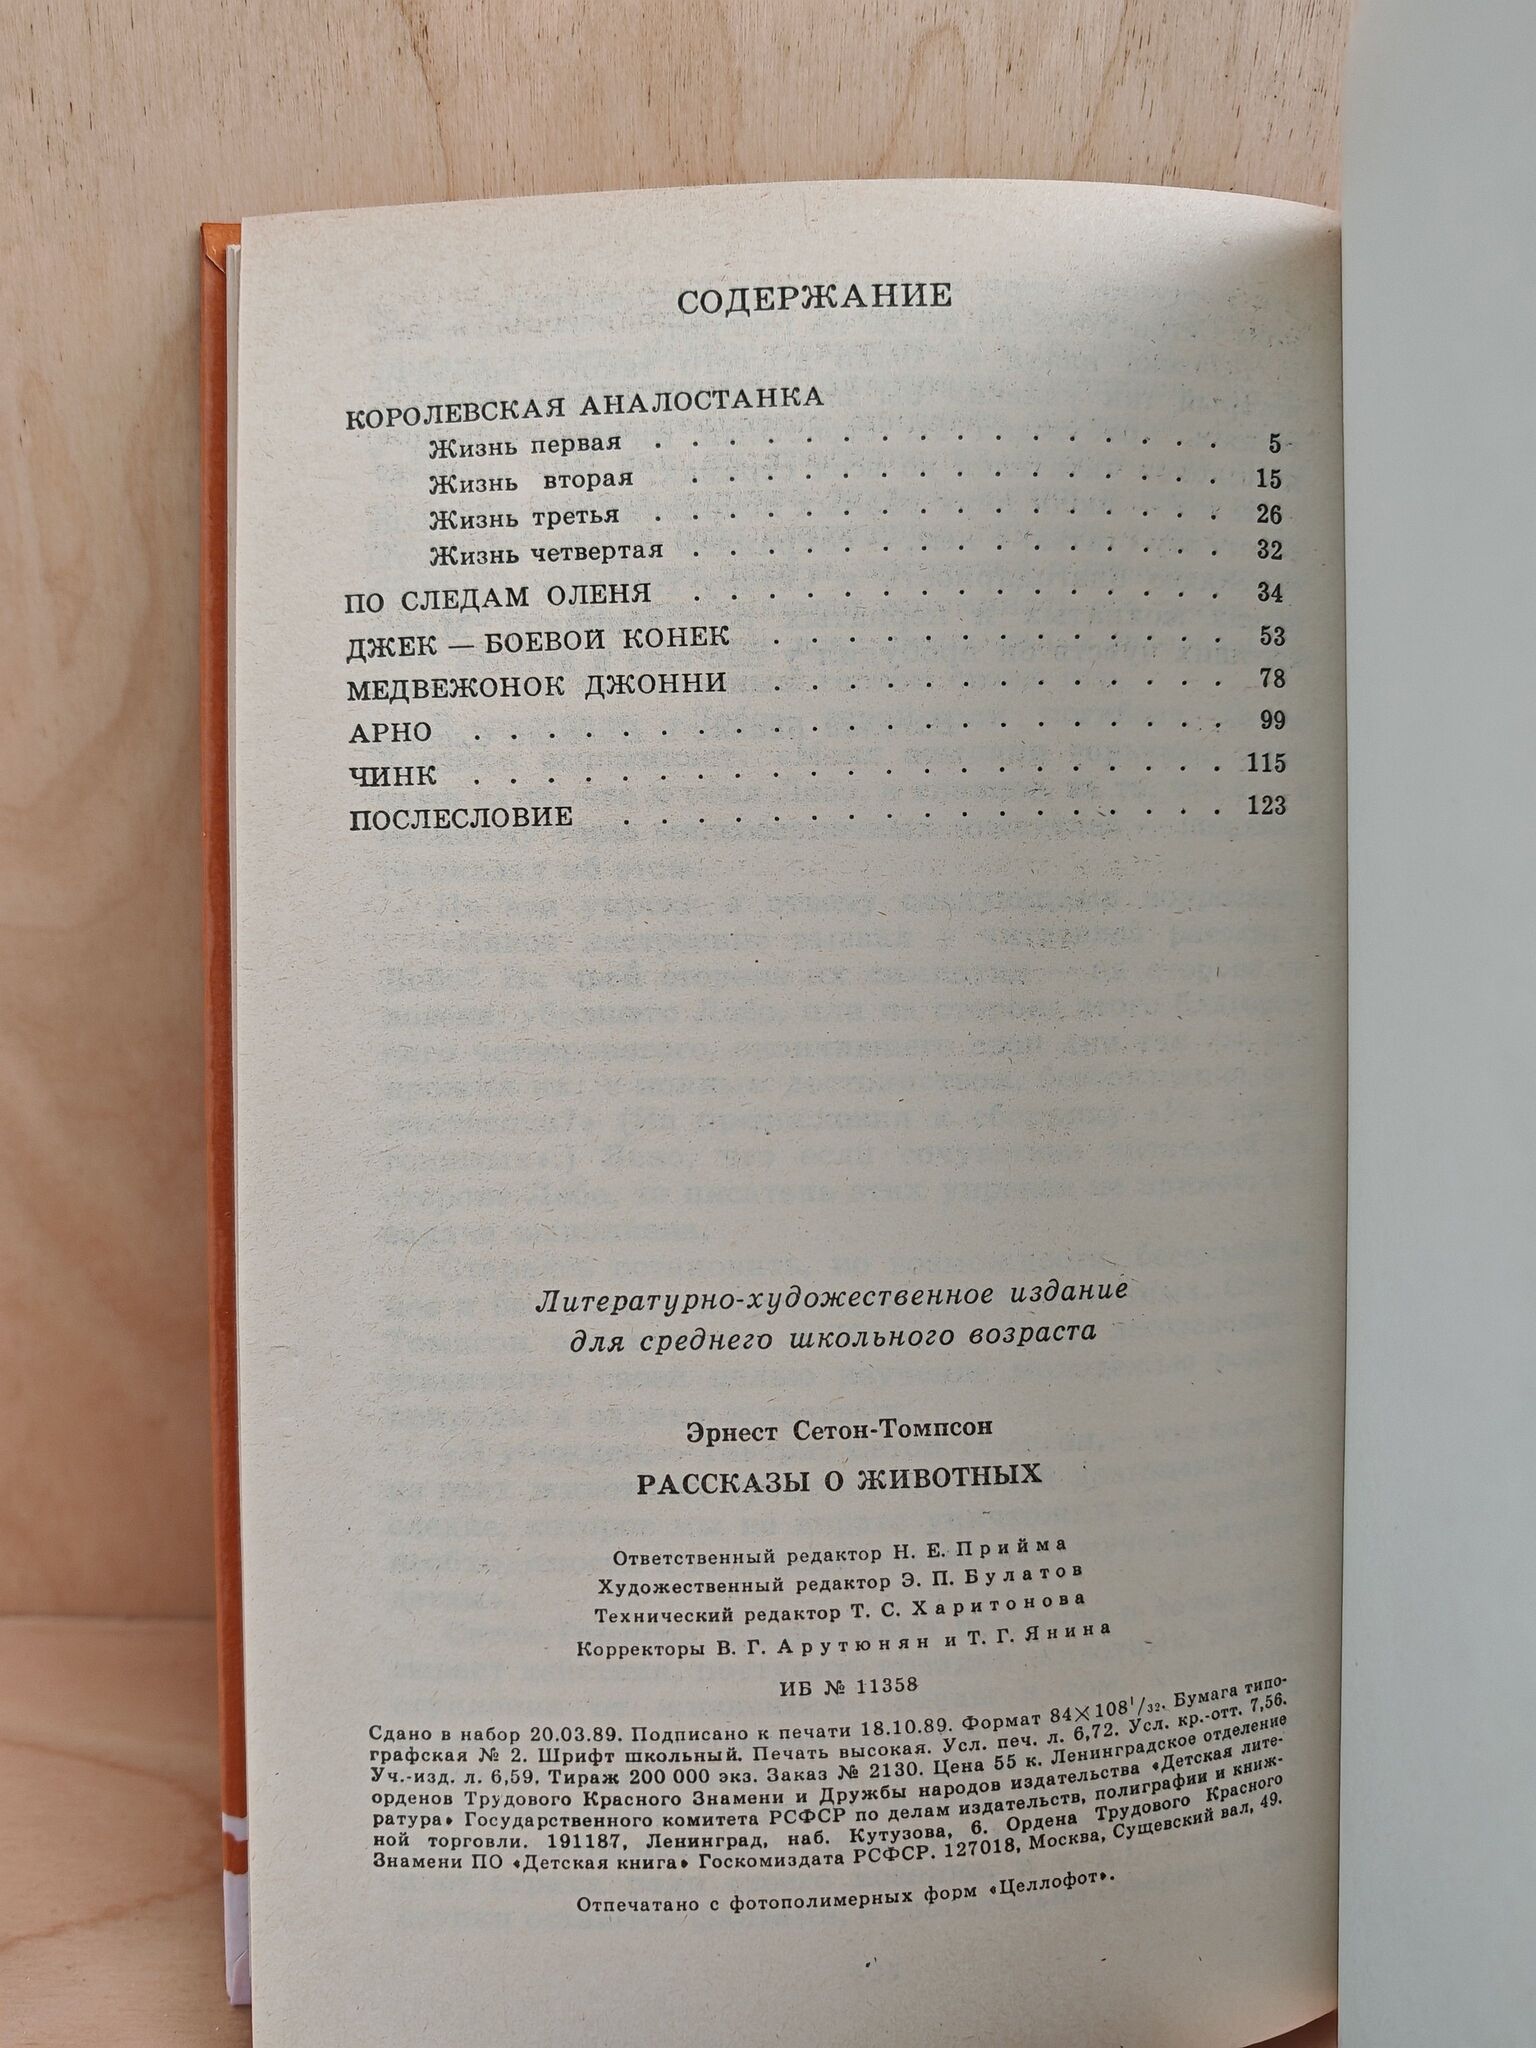 СОДЕРЖАНИЕ
КОРОЛЕВСКАЯ АНАЛОСТАНКА
Жизнь первая . . . . . . . . . . . . . . . . 5
Жизнь вторая . . . . . . . . . . . . . . . 15
Жизнь третья . . . . . . . . . . . . . . . . 26
Жизнь четвертая . . . . . . . . . . . . . . . 32
ПО СЛЕДАМ ОЛЕНЯ . . . . . . . . . . . . . . . 34
ДЖЕК — БОЕВОЙ КОНЕК . . . . . . . . . . . . . 53
МЕДВЕЖОНОК ДЖОННИ . . . . . . . . . . . . . 78
АРНО . . . . . . . . . . . . . . . . . . . . . 99
ЧИНК . . . . . . . . . . . . . . . . . . . . . 115
ПОСЛЕСЛОВИЕ . . . . . . . . . . . . . . . . . 123
Литературно-художественное издание
для среднего школьного возраста
Эрнест Сетон-Томпсон
РАССКАЗЫ О ЖИВОТНЫХ
Ответственный редактор Н. Е. Прийма
Художественный редактор Э. П. Булатов
Технический редактор Т. С. Харитонова
Корректоры В. Г. Арутюнян и Т. Г. Янина
ИБ № 11358
Сдано в набор 20.03.89. Подписано к печати 18.10.89. Формат 84×108¹/₃₂. Бумага типо-
графская № 2. Шрифт школьный. Печать высокая. Усл. печ. л. 6,72. Усл. кр.-отт. 7,56.
Уч.-изд. л. 6,59. Тираж 200 000 экз. Заказ № 2130. Цена 55 к. Ленинградское отделение
орденов Трудового Красного Знамени и Дружбы народов издательства «Детская лите-
ратура» Государственного комитета РСФСР по делам издательств, полиграфии и книж-
ной торговли. 191187, Ленинград, наб. Кутузова, 6. Ордена Трудового Красного
Знамени ПО «Детская книга» Госкомиздата РСФСР. 127018, Москва, Сущевский вал, 49.
Отпечатано с фотополимерных форм «Целлофот».